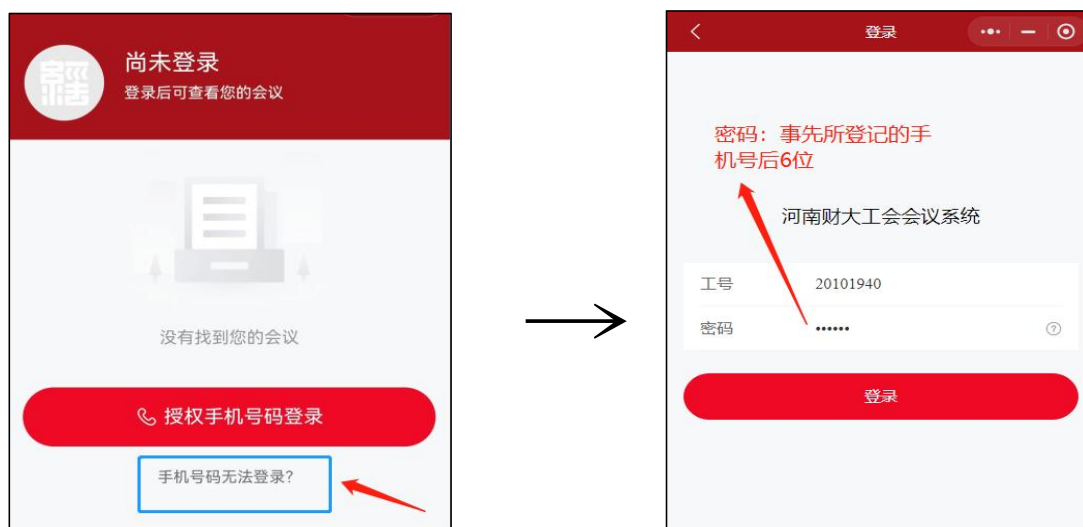 尚未登录
登录后可查看您的会议
没有找到您的会议
授权手机号码登录
手机号码无法登录？
登录
密码：事先所登记的手
机号后6位
河南财大工会会议系统
工号 20101940
密码 ••••••
登录